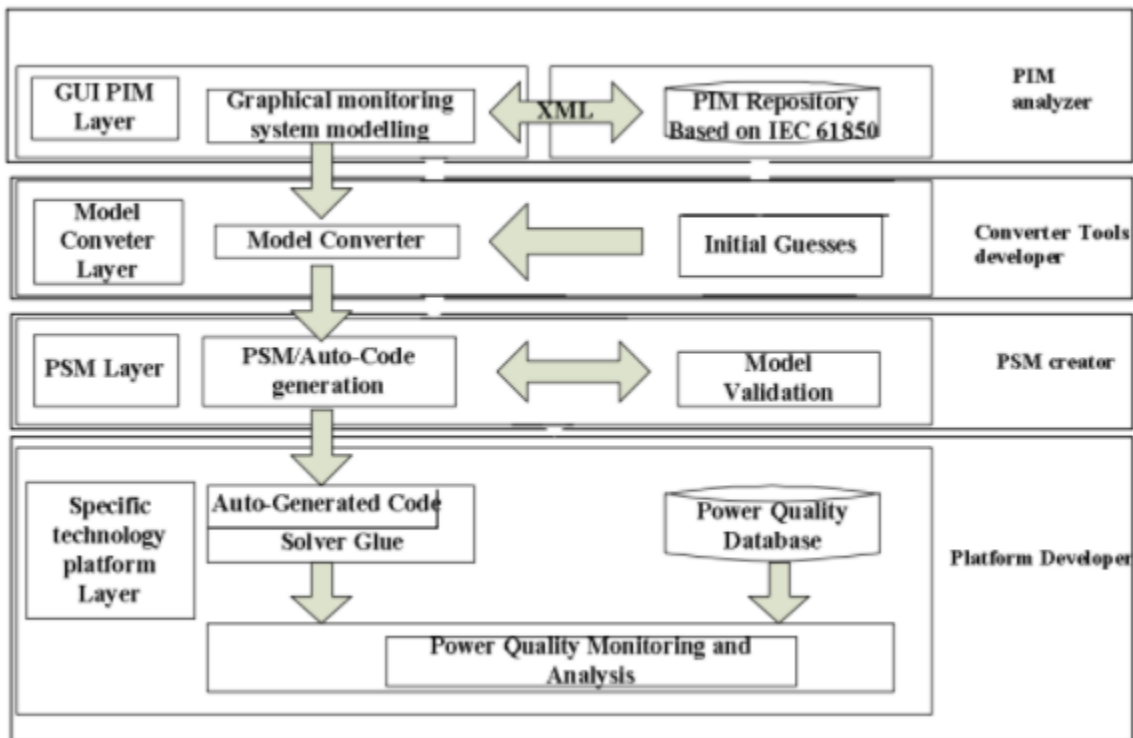 GUI PIM
Layer
Graphical monitoring
system modelling
XML
PIM Repository
Based on IEC 61850
PIM
analyzer
Model
Conveter
Layer
Model Converter
Initial Guesses
Converter Tools
developer
PSM Layer
PSM/Auto-Code
generation
Model
Validation
PSM creator
Specific
technology
platform
Layer
Auto-Generated Code
Solver Glue
Power Quality
Database
Platform Developer
Power Quality Monitoring and
Analysis